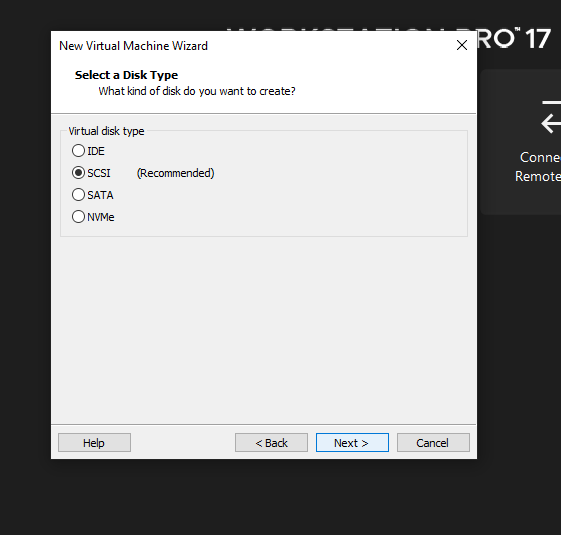 WORKSTATION PRO™ 17
New Virtual Machine Wizard
Select a Disk Type
What kind of disk do you want to create?
Virtual disk type
IDE
SCSI (Recommended)
SATA
NVMe
Help
< Back
Next >
Cancel
Remote